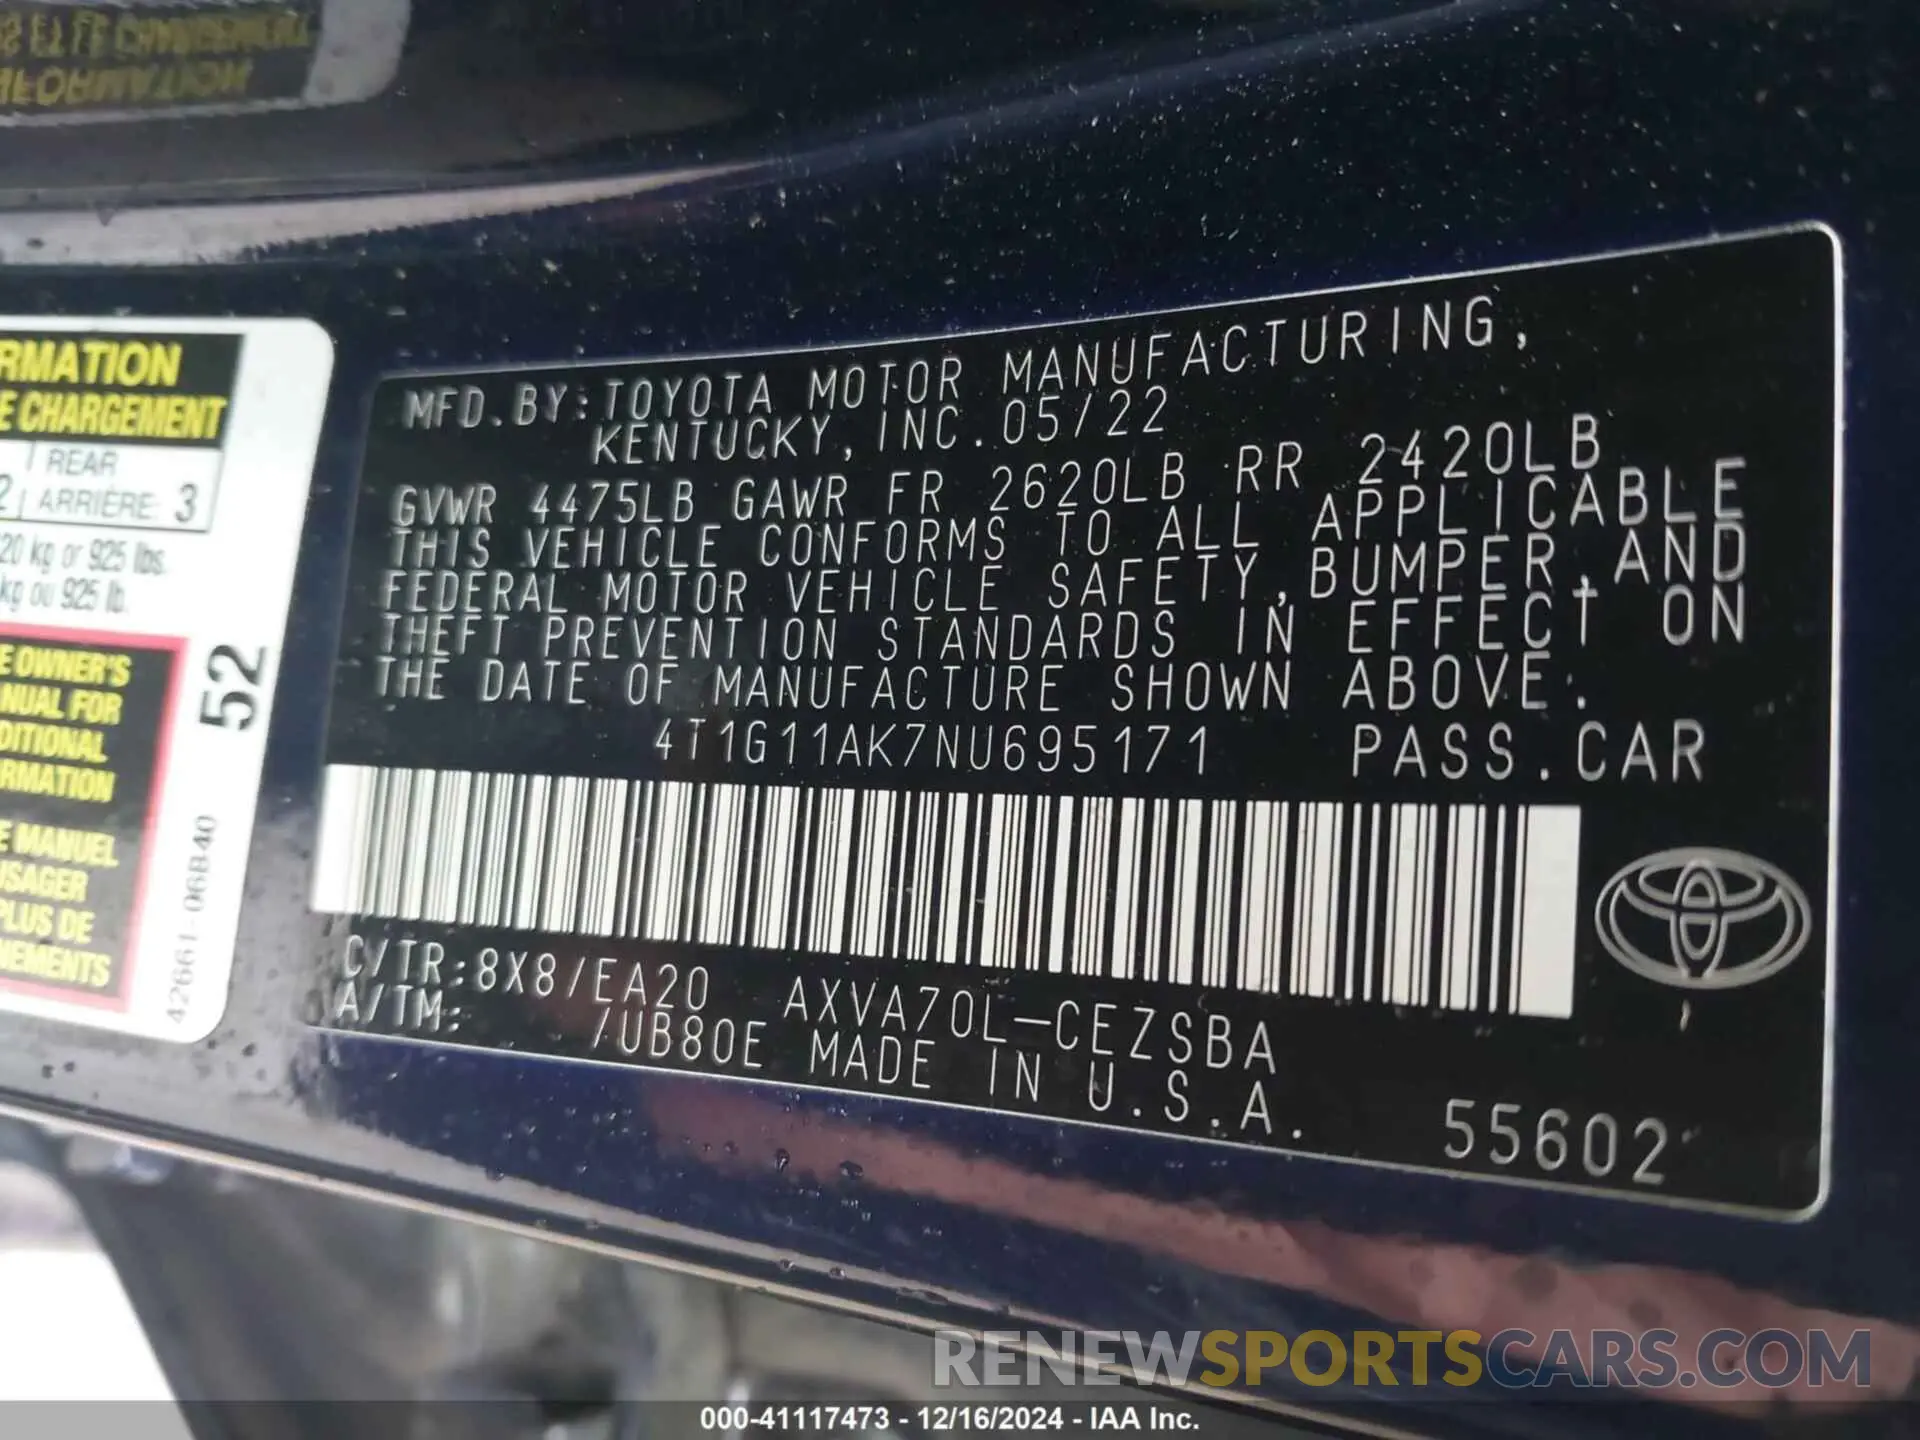 RMATION
E CHARGEMENT
REAR
2 ARRIÈRE: 3
20 kg or 925 lbs.
kg ou 925 lb.
E OWNER'S
NUAL FOR
DITIONAL
RMATION
E MANUEL
SAGER
PLUS DE
NEMENTS
52
42661-06B40
MFD. BY: TOYOTA MOTOR MANUFACTURING,
KENTUCKY, INC. 05/22
GVWR 4475LB GAWR FR 2620LB RR 2420LB
THIS VEHICLE CONFORMS TO ALL APPLICABLE
FEDERAL MOTOR VEHICLE SAFETY, BUMPER, AND
THEFT PREVENTION STANDARDS IN EFFECT ON
THE DATE OF MANUFACTURE SHOWN ABOVE.
4T1G11AK7NU695171 PASS. CAR
C/TR: 8X8/EA20 AXVA70L-CEZSBA
A/TM: /UB80E MADE IN U.S.A.
55602
RENEWSPORTSCARS.COM
000-41117473 - 12/16/2024 - IAA Inc.